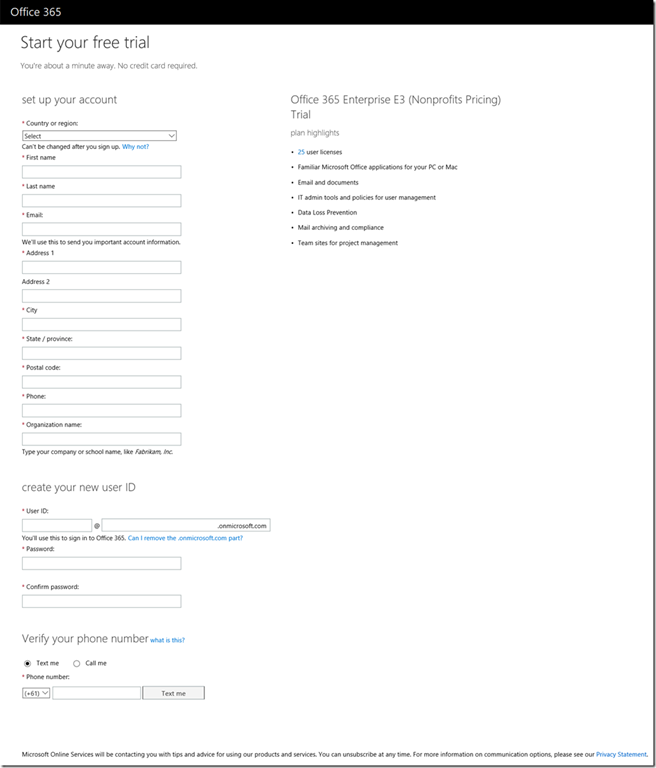 Office 365
Start your free trial
You're about a minute away. No credit card required.
set up your account
* Country or region:
Select
Can't be changed after you sign up. Why not?
* First name
* Last name
* Email:
We'll use this to send you important account information.
* Address 1
Address 2
* City
* State / province:
* Postal code:
* Phone:
* Organization name:
Type your company or school name, like Fabrikam, Inc.
Office 365 Enterprise E3 (Nonprofits Pricing)
Trial
plan highlights
• 25 user licenses
• Familiar Microsoft Office applications for your PC or Mac
• Email and documents
• IT admin tools and policies for user management
• Data Loss Prevention
• Mail archiving and compliance
• Team sites for project management
create your new user ID
* User ID:
@ .onmicrosoft.com
You'll use this to sign in to Office 365. Can I remove the .onmicrosoft.com part?
* Password:
* Confirm password:
Verify your phone number what is this?
Text me Call me
* Phone number:
(+61) Text me
Microsoft Online Services will be contacting you with tips and advice for using our products and services. You can unsubscribe at any time. For more information on communication options, please see our Privacy Statement.